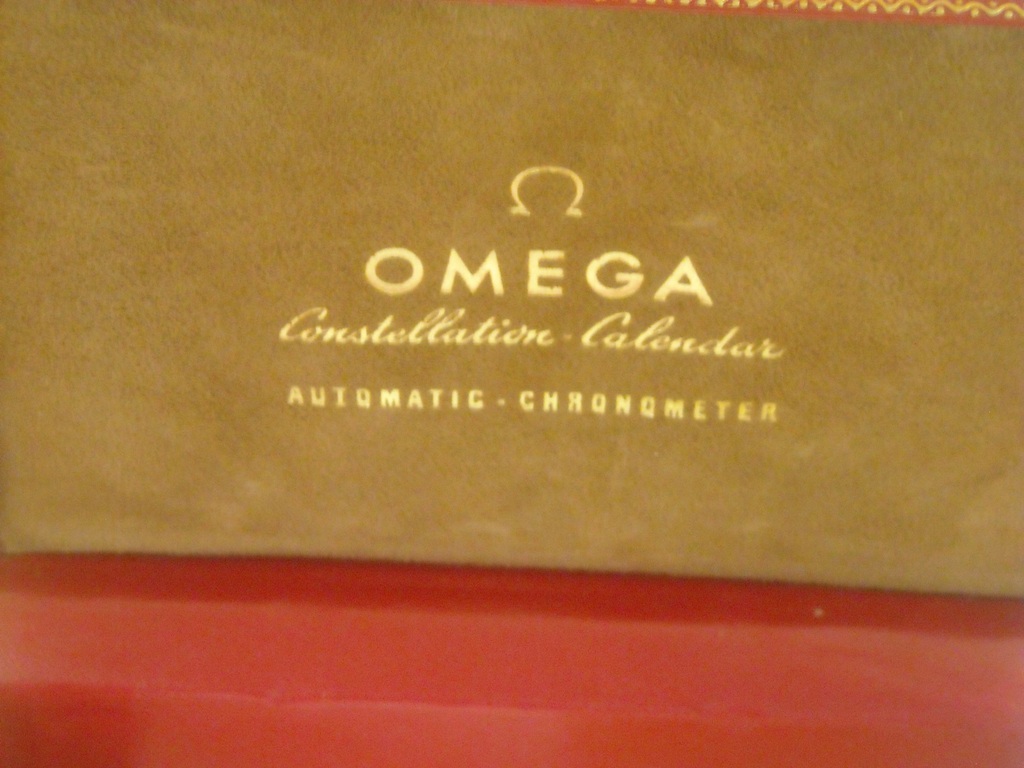 Ω
OMEGA
Constellation - Calendar
AUTOMATIC - CHRONOMETER